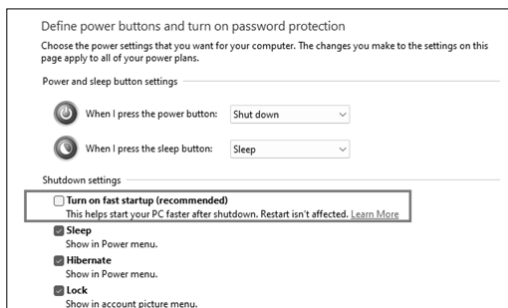 Define power buttons and turn on password protection
Choose the power settings that you want for your computer. The changes you make to the settings on this
page apply to all of your power plans.
Power and sleep button settings
When I press the power button: Shut down
When I press the sleep button: Sleep
Shutdown settings
Turn on fast startup (recommended)
This helps start your PC faster after shutdown. Restart isn't affected. Learn More
Sleep
Show in Power menu.
Hibernate
Show in Power menu.
Lock
Show in account picture menu.